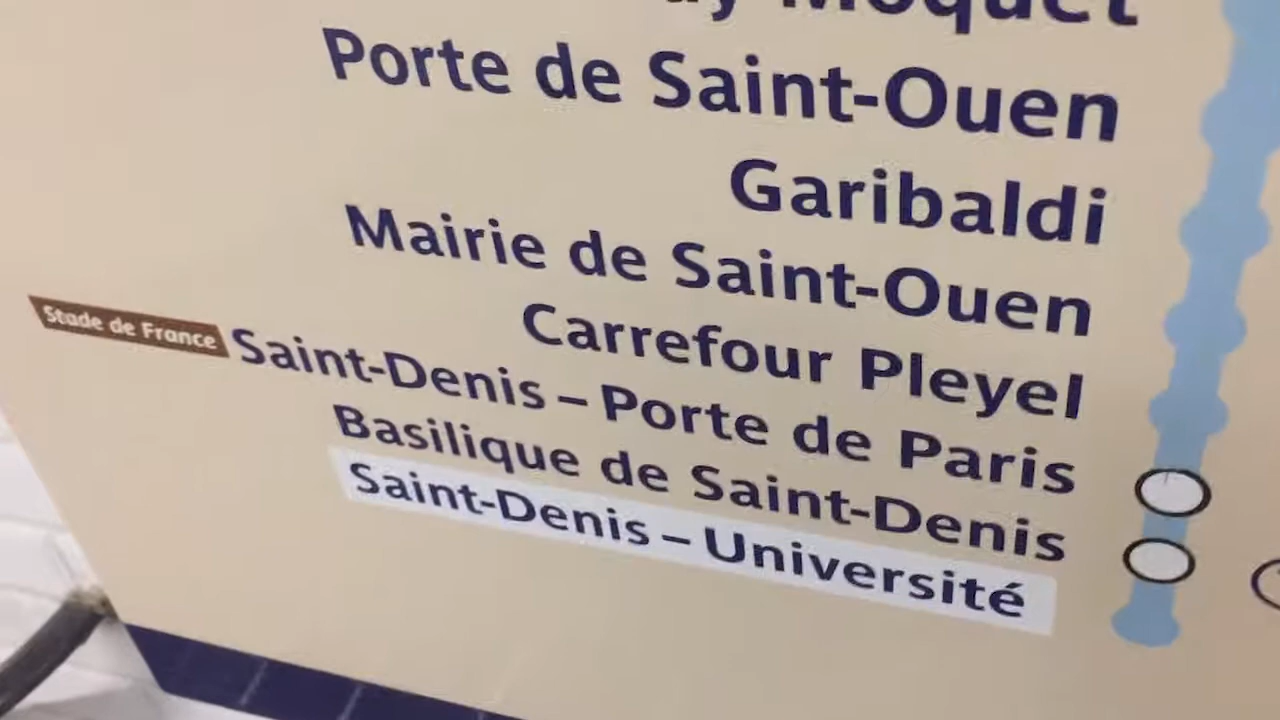 Moquet
Porte de Saint-Ouen
Garibaldi
Mairie de Saint-Ouen
Carrefour Pleyel
Stade de France Saint-Denis – Porte de Paris
Basilique de Saint-Denis
Saint-Denis – Université